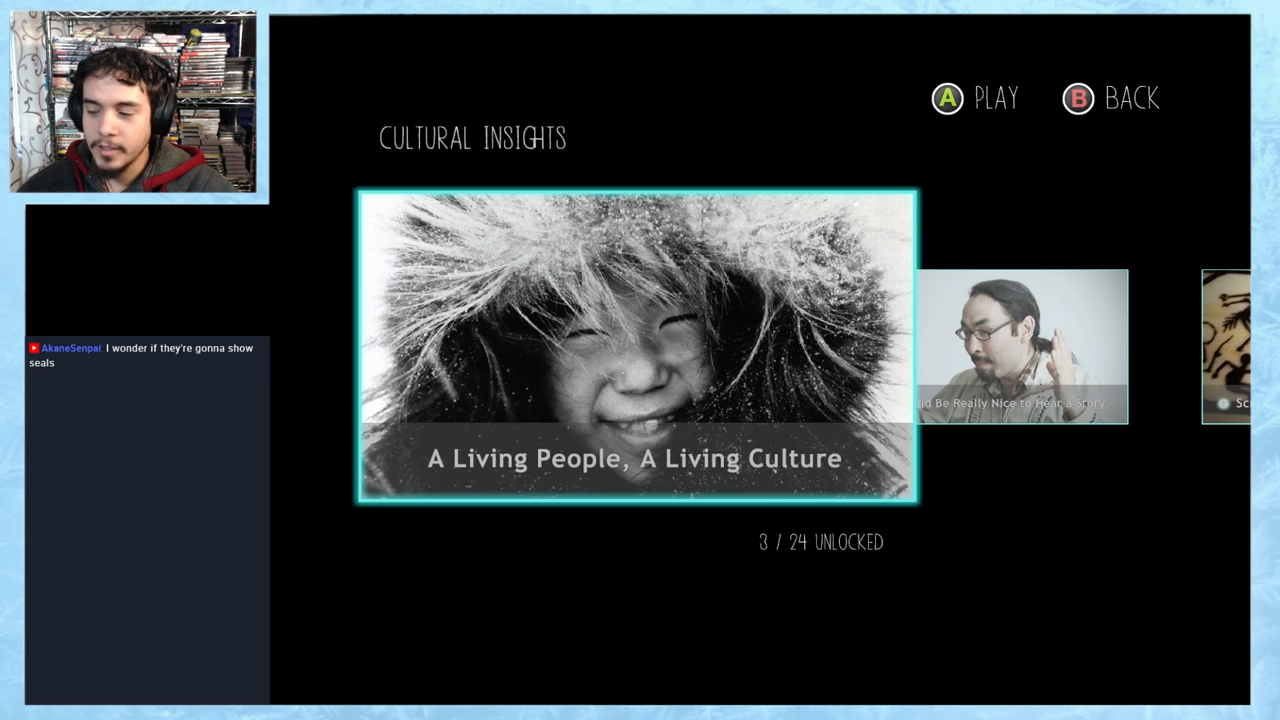 A PLAY B BACK
CULTURAL INSIGHTS
AkaneSenpai I wonder if they're gonna show
seals
A Living People, A Living Culture
Be Really Nice to Hear a Story
3 / 24 UNLOCKED